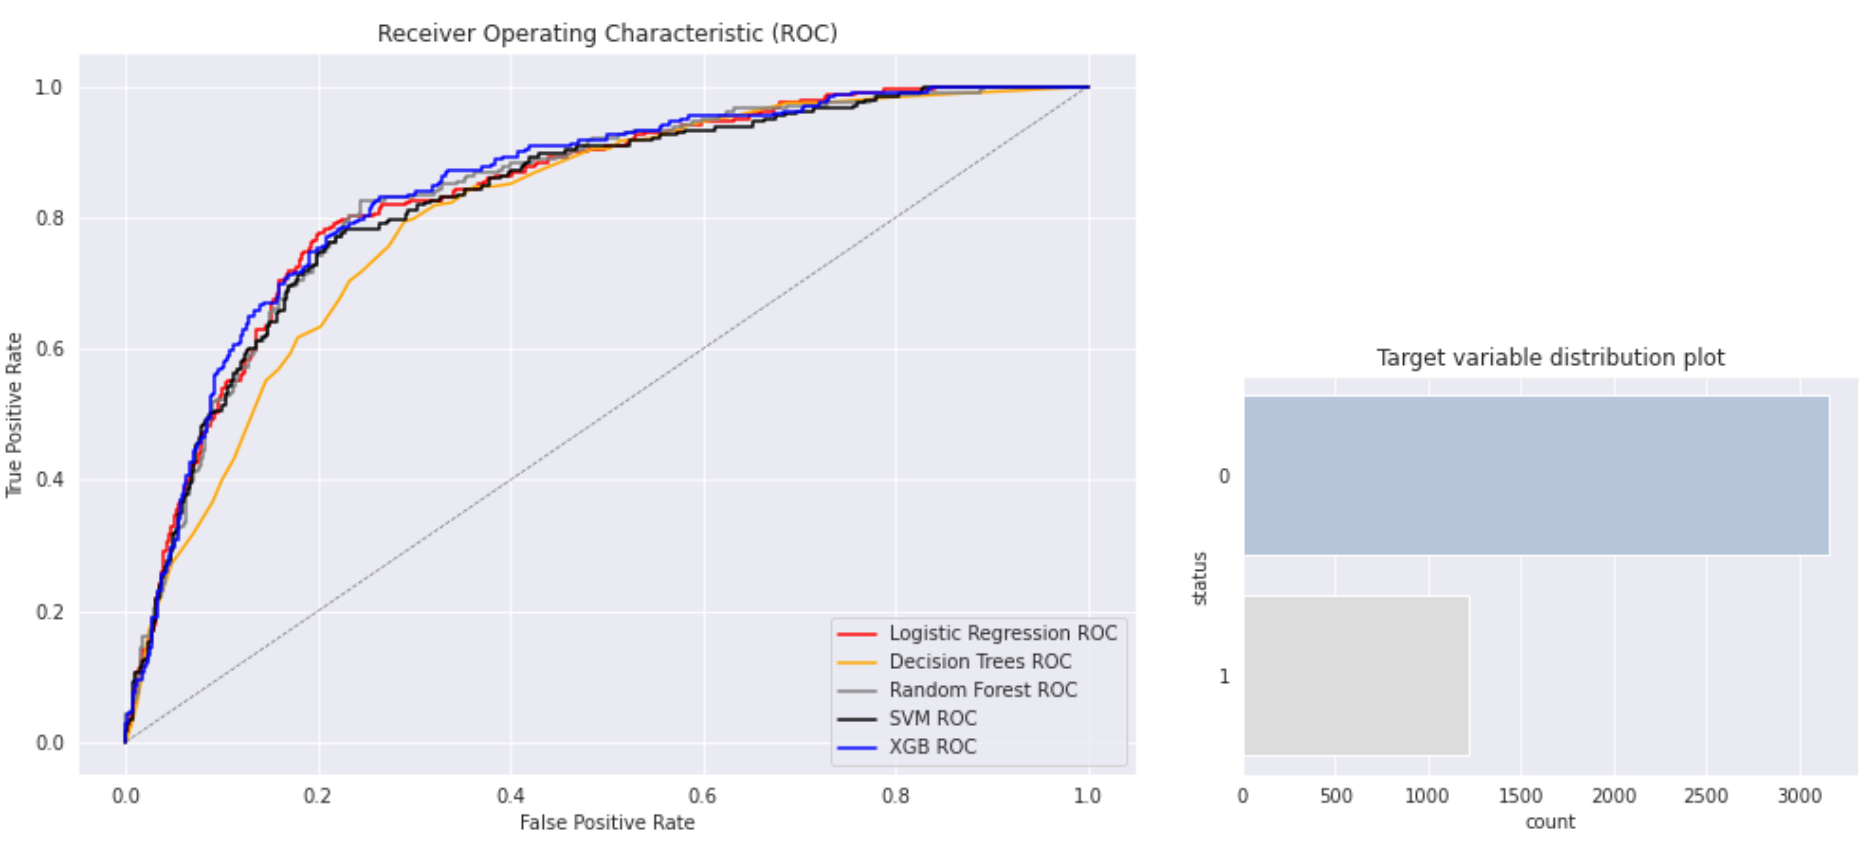 Receiver Operating Characteristic (ROC)
True Positive Rate
1.0
0.8
0.6
0.4
0.2
0.0
0.0 0.2 0.4 0.6 0.8 1.0
False Positive Rate
Logistic Regression ROC
Decision Trees ROC
Random Forest ROC
SVM ROC
XGB ROC
Target variable distribution plot
status
0
1
0 500 1000 1500 2000 2500 3000
count